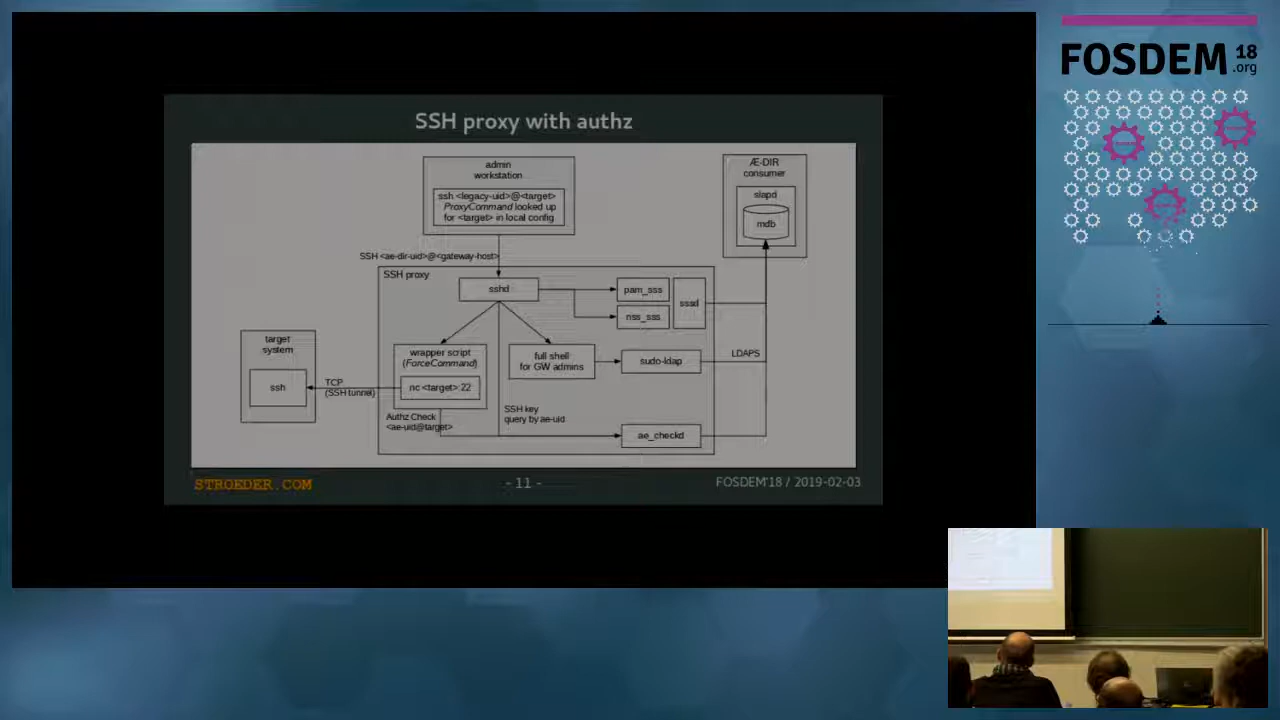 SSH proxy with authz
admin
workstation
ssh <legacy-uid>@<target>
ProxyCommand looked up
for <target> in local config
Æ-DIR
consumer
slapd
mdb
SSH <ae-dir-uid>@<gateway-host>
SSH proxy
sshd
pam_sss
nss_sss
sssd
target
system
ssh
TCP
(SSH tunnel)
wrapper script
(ForceCommand)
nc <target>:22
full shell
for GW admins
sudo-ldap
LDAPS
Authz Check
<ae-uid@target>
SSH key
query by ae-uid
ae_checkd
STROEDER.COM
- 11 -
FOSDEM'18 / 2019-02-03
FOSDEM 18
.org